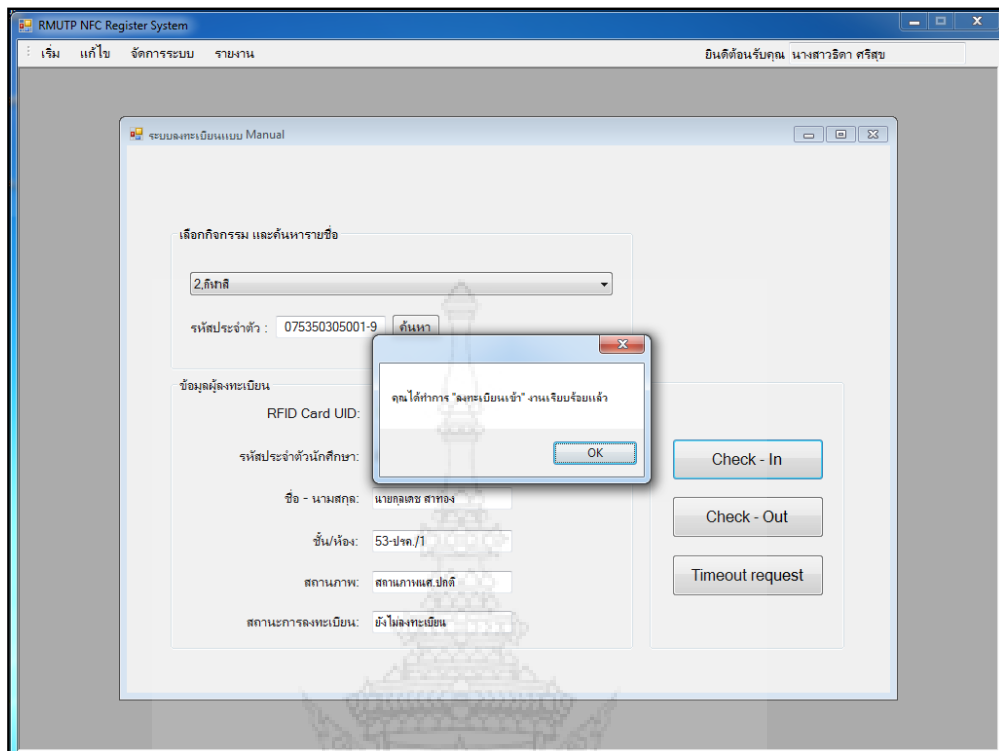 RMUTP NFC Register System
เริ่ม แก้ไข จัดการระบบ รายงาน ยินดีต้อนรับคุณ นางสาวธิดา ศรีสุข
ระบบลงทะเบียนแบบ Manual
เลือกกิจกรรม และค้นหารายชื่อ
2.กีฬาสี
รหัสประจำตัว : 075350305001-9 ค้นหา
คุณได้ทำการ "ลงทะเบียนเข้า" งานเรียบร้อยแล้ว
OK
ข้อมูลผู้ลงทะเบียน
RFID Card UID:
รหัสประจำตัวนักศึกษา:
ชื่อ - นามสกุล: นายกุลเดช สาทอง
ชั้น/ห้อง: 53-ปรค./1
สถานภาพ: สถานภาพนศ.ปกติ
สถานะการลงทะเบียน: ยังไม่ลงทะเบียน
Check - In
Check - Out
Timeout request